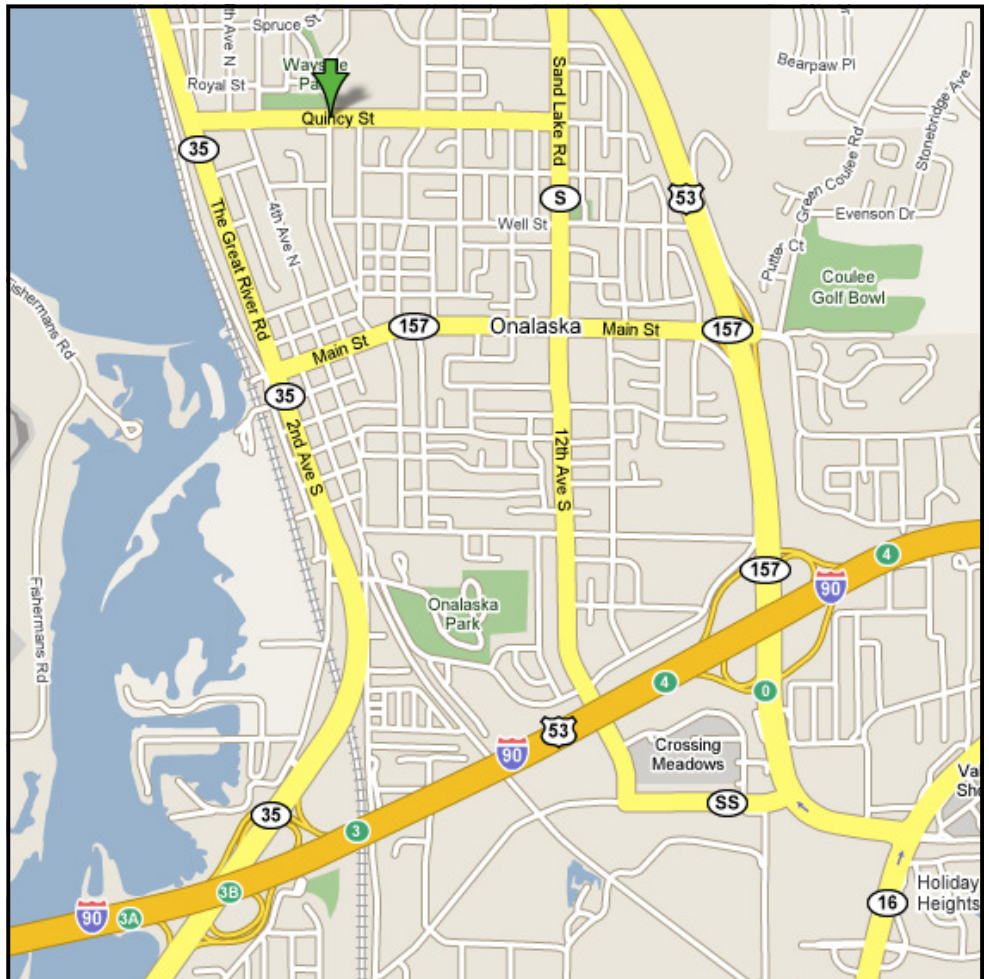 Spruce St
7th Ave N
Royal St
Quincy St
35
The Great River Rd
4th Ave N
Sand Lake Rd
S
Well St
53
Bearpaw Pl
Stonebridge Ave
Green Coulee Rd
Evenson Dr
Putter Ct
Coulee
Golf Bowl
Fishermans Rd
157
Onalaska
Main St
157
Main St
35
2nd Ave S
12th Ave S
Fishermans Rd
157
4
90
Onalaska
Park
4
0
53
90
Crossing
Meadows
SS
35
3
3B
3A
90
16
Holiday
Heights